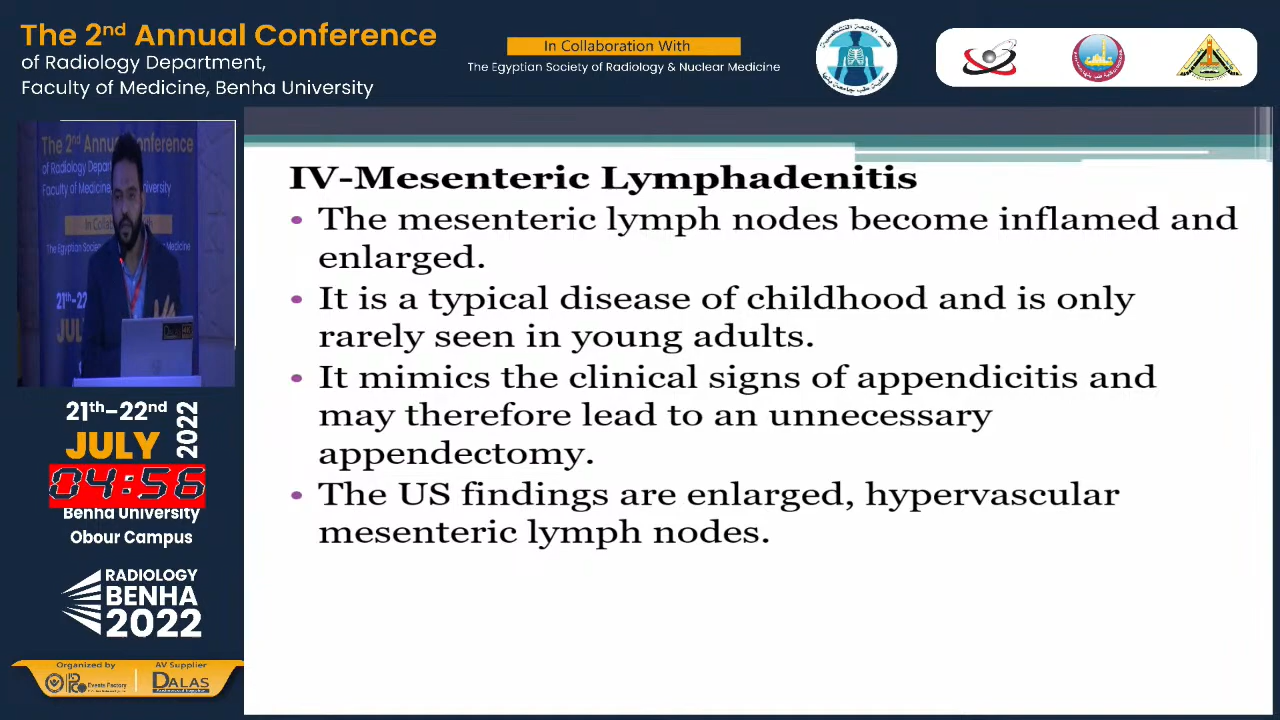 The 2nd Annual Conference
of Radiology Department,
Faculty of Medicine, Benha University
In Collaboration With
The Egyptian Society of Radiology & Nuclear Medicine
IV-Mesenteric Lymphadenitis
• The mesenteric lymph nodes become inflamed and
enlarged.
• It is a typical disease of childhood and is only
rarely seen in young adults.
• It mimics the clinical signs of appendicitis and
may therefore lead to an unnecessary
appendectomy.
• The US findings are enlarged, hypervascular
mesenteric lymph nodes.
21th-22nd
JULY
2022
04:56
Benha University
Obour Campus
RADIOLOGY
BENHA
2022
Organized by
Events Factory
AV Supplier
DALAS